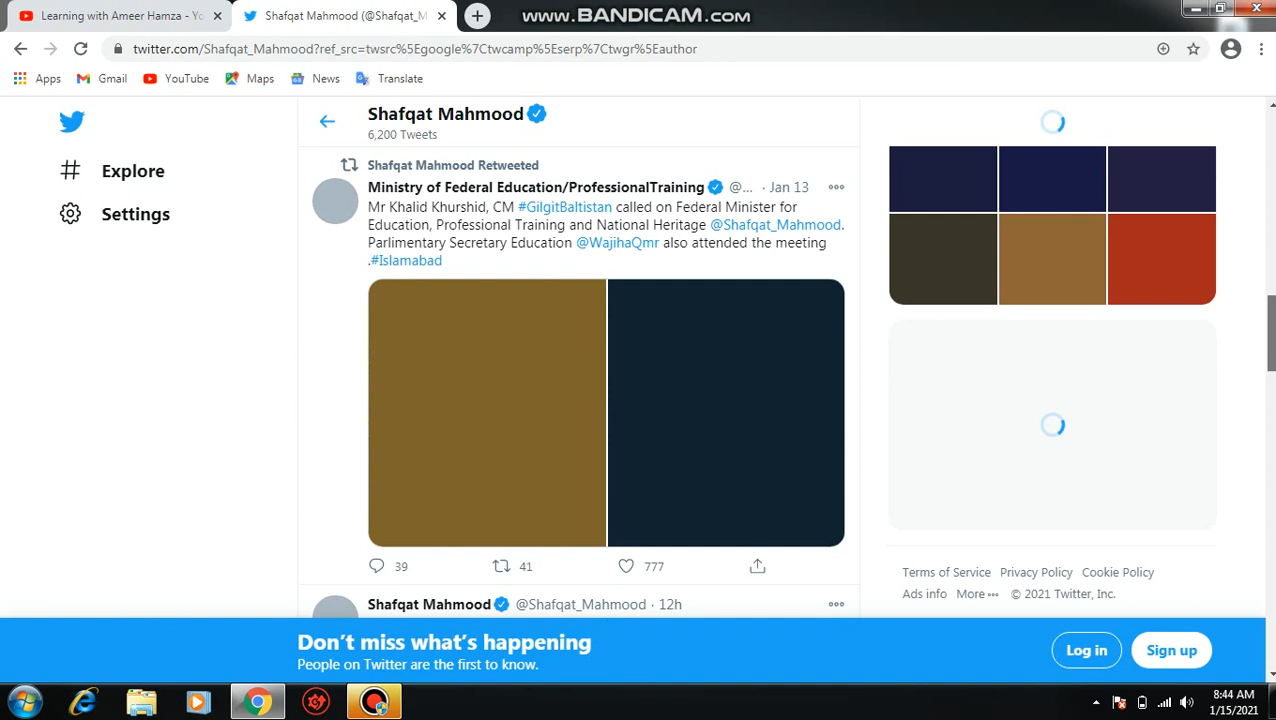 Learning with Ameer Hamza - Yo
Shafqat Mahmood (@Shafqat_M
www.BANDICAM.com
twitter.com/Shafqat_Mahmood?ref_src=twsrc%5Egoogle%7Ctwcamp%5Eserp%7Ctwgr%5Eauthor
Apps
Gmail
YouTube
Maps
News
Translate
Explore
Settings
Shafqat Mahmood
6,200 Tweets
Shafqat Mahmood Retweeted
Ministry of Federal Education/ProfessionalTraining @... · Jan 13
Mr Khalid Khurshid, CM #GilgitBaltistan called on Federal Minister for
Education, Professional Training and National Heritage @Shafqat_Mahmood.
Parlimentary Secretary Education @WajihaQmr also attended the meeting
.#Islamabad
39
41
777
Shafqat Mahmood @Shafqat_Mahmood · 12h
Terms of Service Privacy Policy Cookie Policy
Ads info More ••• © 2021 Twitter, Inc.
Don't miss what's happening
People on Twitter are the first to know.
Log in
Sign up
8:44 AM
1/15/2021